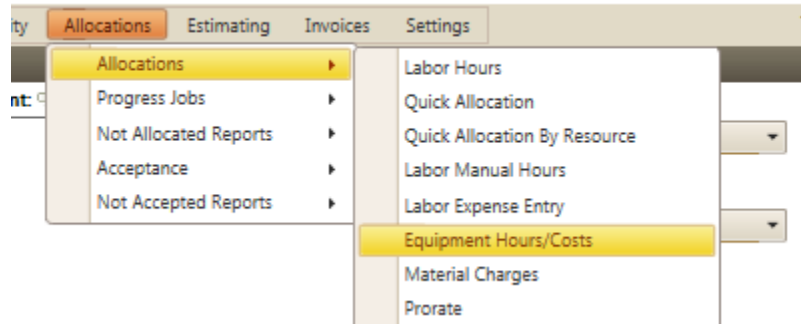 ity Allocations Estimating Invoices Settings
Allocations
Progress Jobs
Not Allocated Reports
Acceptance
Not Accepted Reports
nt:
Labor Hours
Quick Allocation
Quick Allocation By Resource
Labor Manual Hours
Labor Expense Entry
Equipment Hours/Costs
Material Charges
Prorate